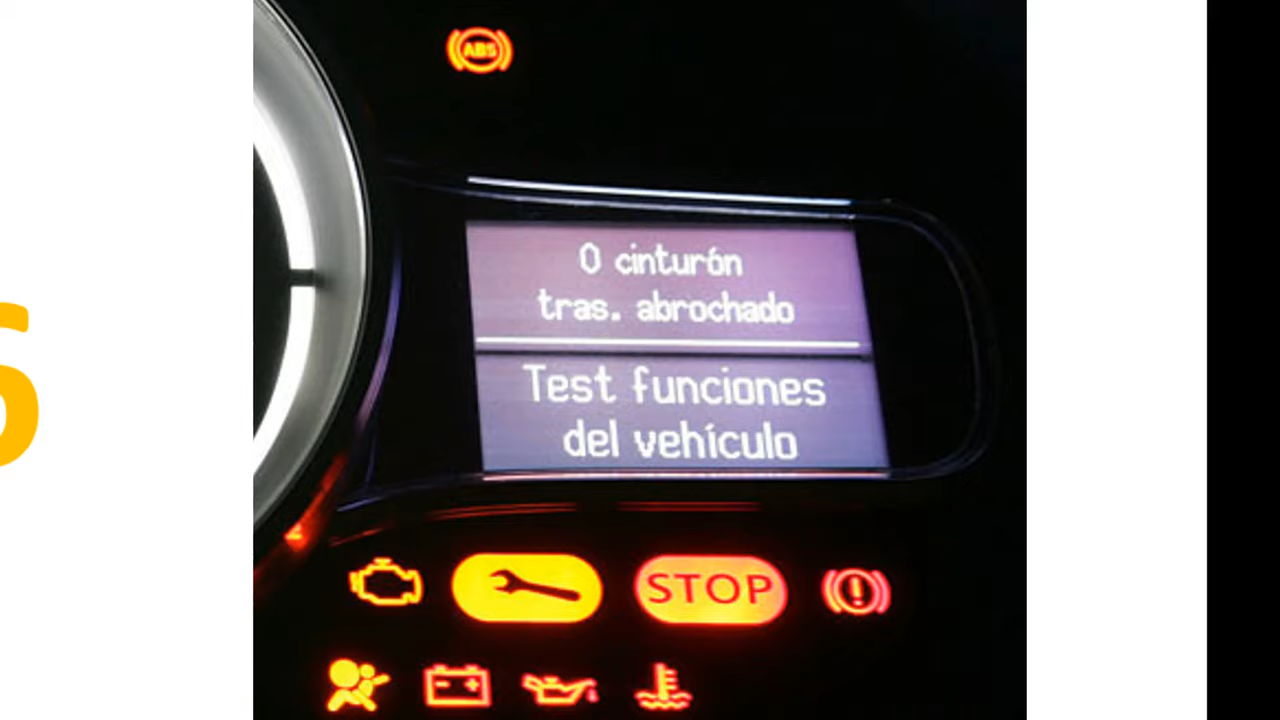 ABS
0 cinturón
tras. abrochado
Test funciones
del vehículo
STOP